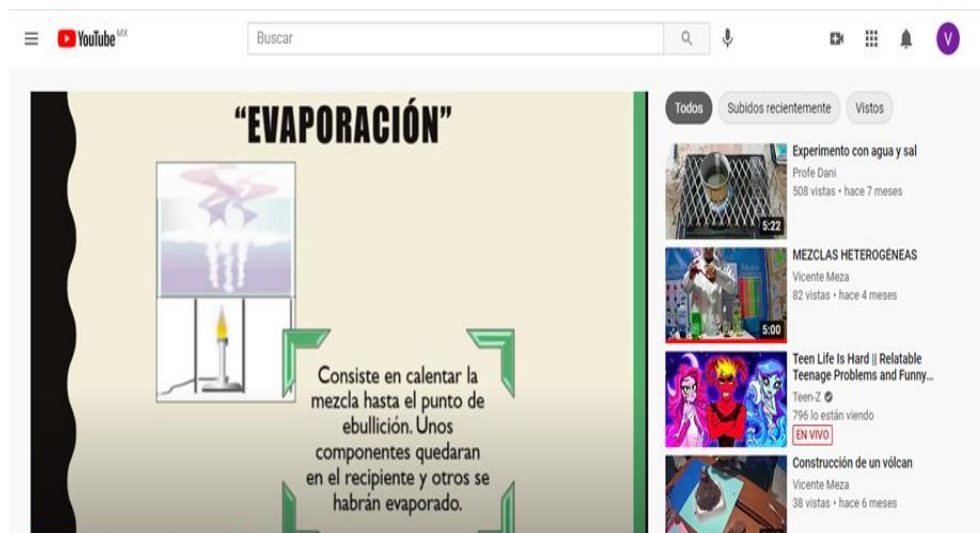 YouTube MX
Buscar
V
"EVAPORACIÓN"
Consiste en calentar la
mezcla hasta el punto de
ebullición. Unos
componentes quedaran
en el recipiente y otros se
habrán evaporado.
Todos Subidos recientemente Vistos
Experimento con agua y sal
Profe Dani
508 vistas • hace 7 meses
5:22
MEZCLAS HETEROGÉNEAS
Vicente Meza
82 vistas • hace 4 meses
5:00
Teen Life Is Hard || Relatable
Teenage Problems and Funny...
Teen-Z
796 lo están viendo
EN VIVO
Construcción de un vólcan
Vicente Meza
38 vistas • hace 6 meses